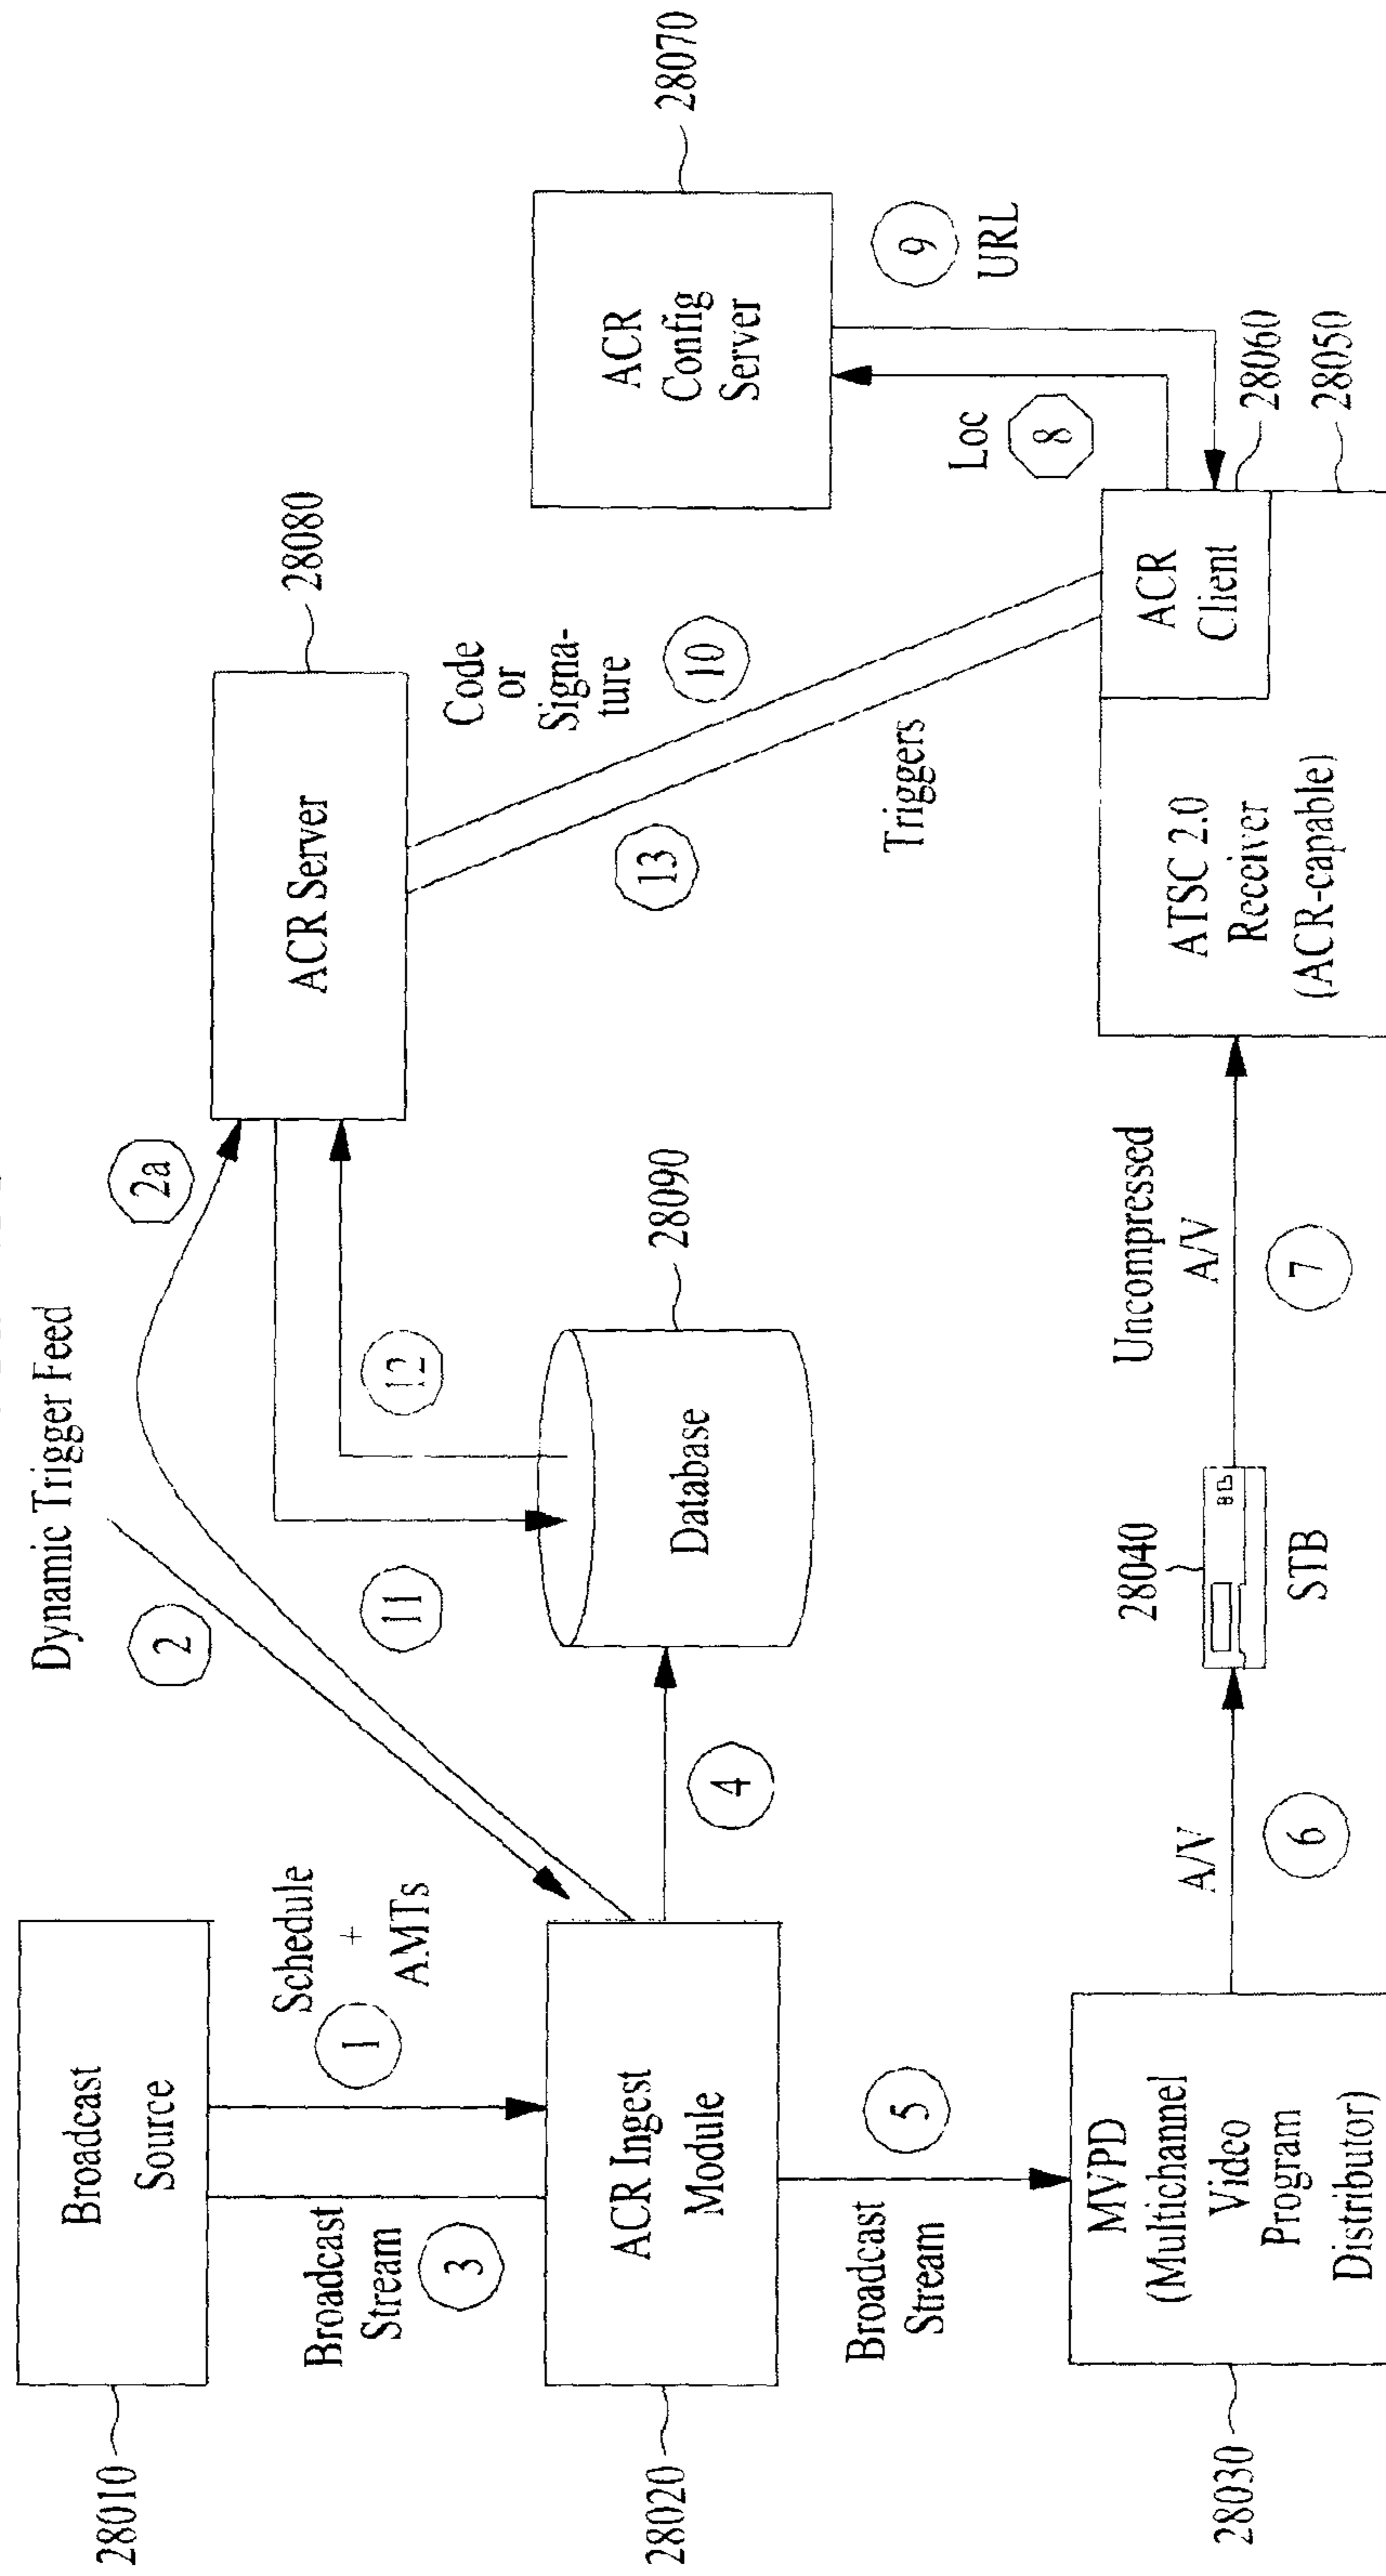 Dynamic Trigger Feed
Broadcast
Source
28010
Schedule
+
AMTs
1
2
2a
Broadcast
Stream
3
ACR Ingest
Module
28020
4
Database
28090
11
12
ACR Server
28080
Code
or
Signa-
ture
10
13
Triggers
ACR
Config
Server
28070
Loc
8
9
URL
Broadcast
Stream
5
MVPD
(Multichannel
Video
Program
Distributor)
28030
A/V
6
28040
STB
Uncompressed
A/V
7
ATSC 2.0
Receiver
(ACR-capable)
ACR
Client
28060
28050